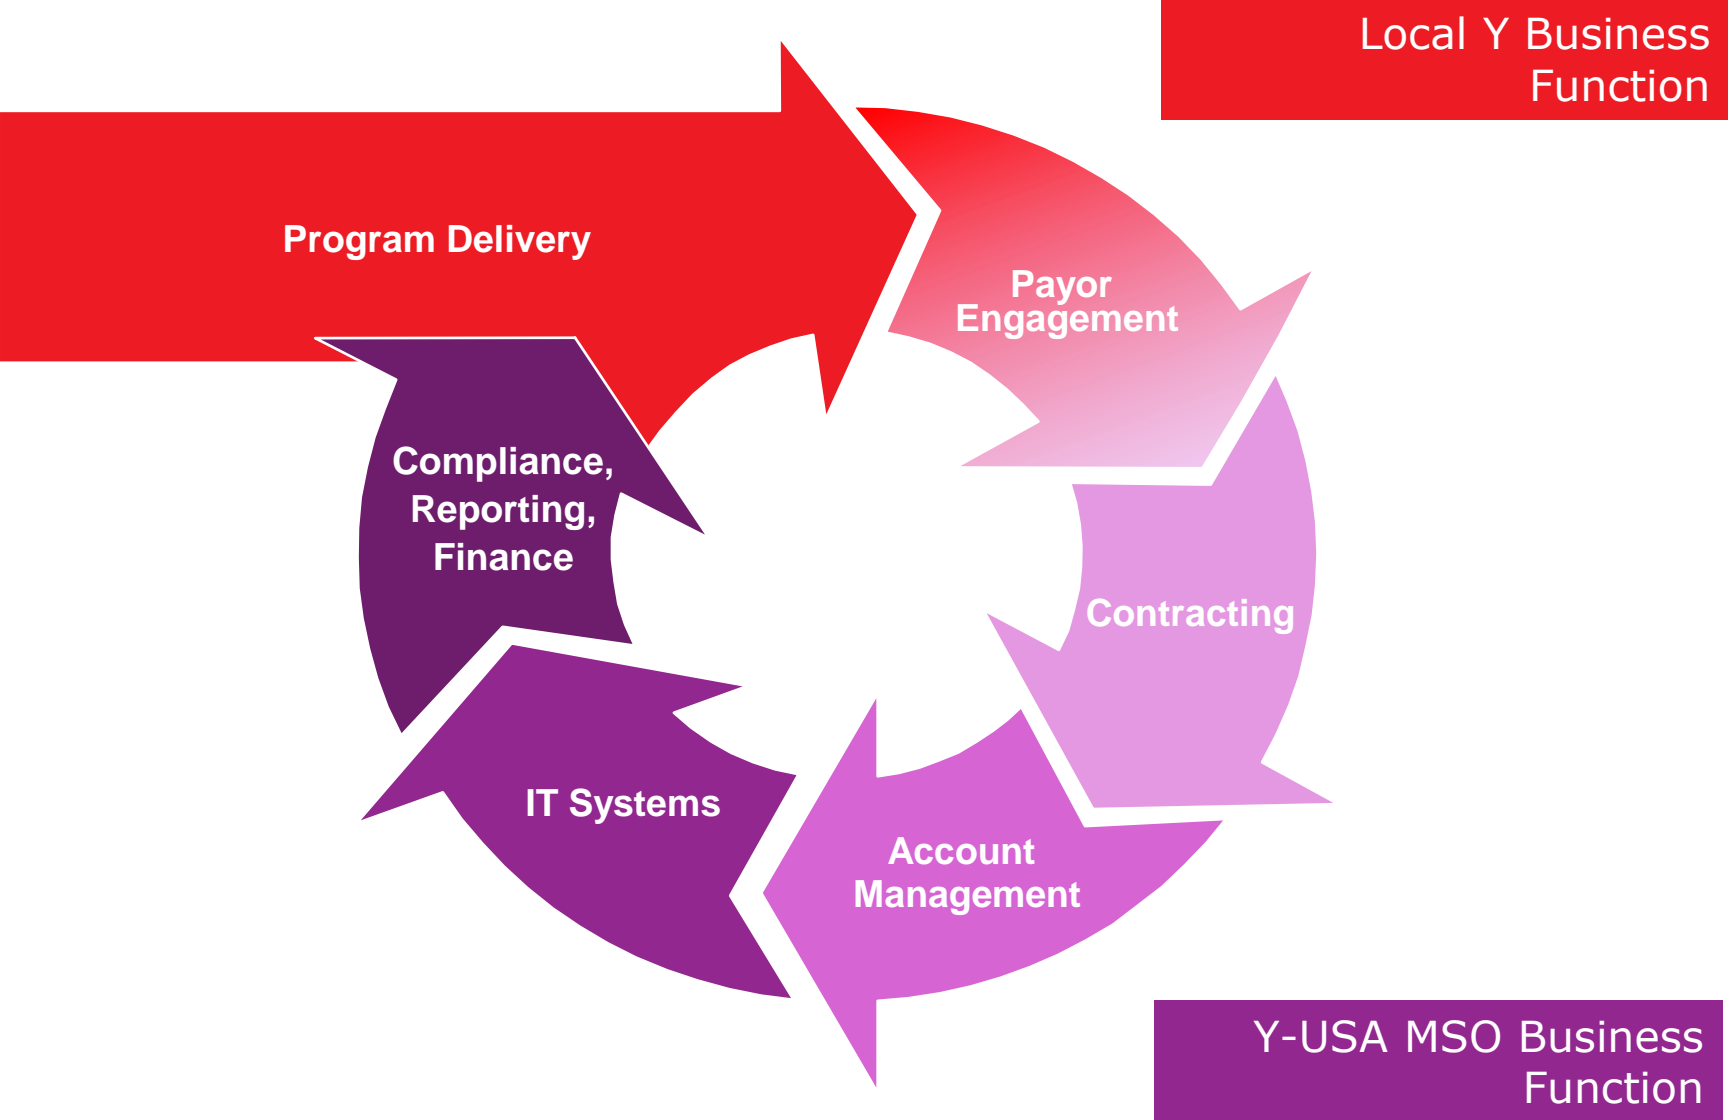 Local Y Business
Function
Program Delivery
Payor
Engagement
Compliance,
Reporting,
Finance
Contracting
IT Systems
Account
Management
Y-USA MSO Business
Function